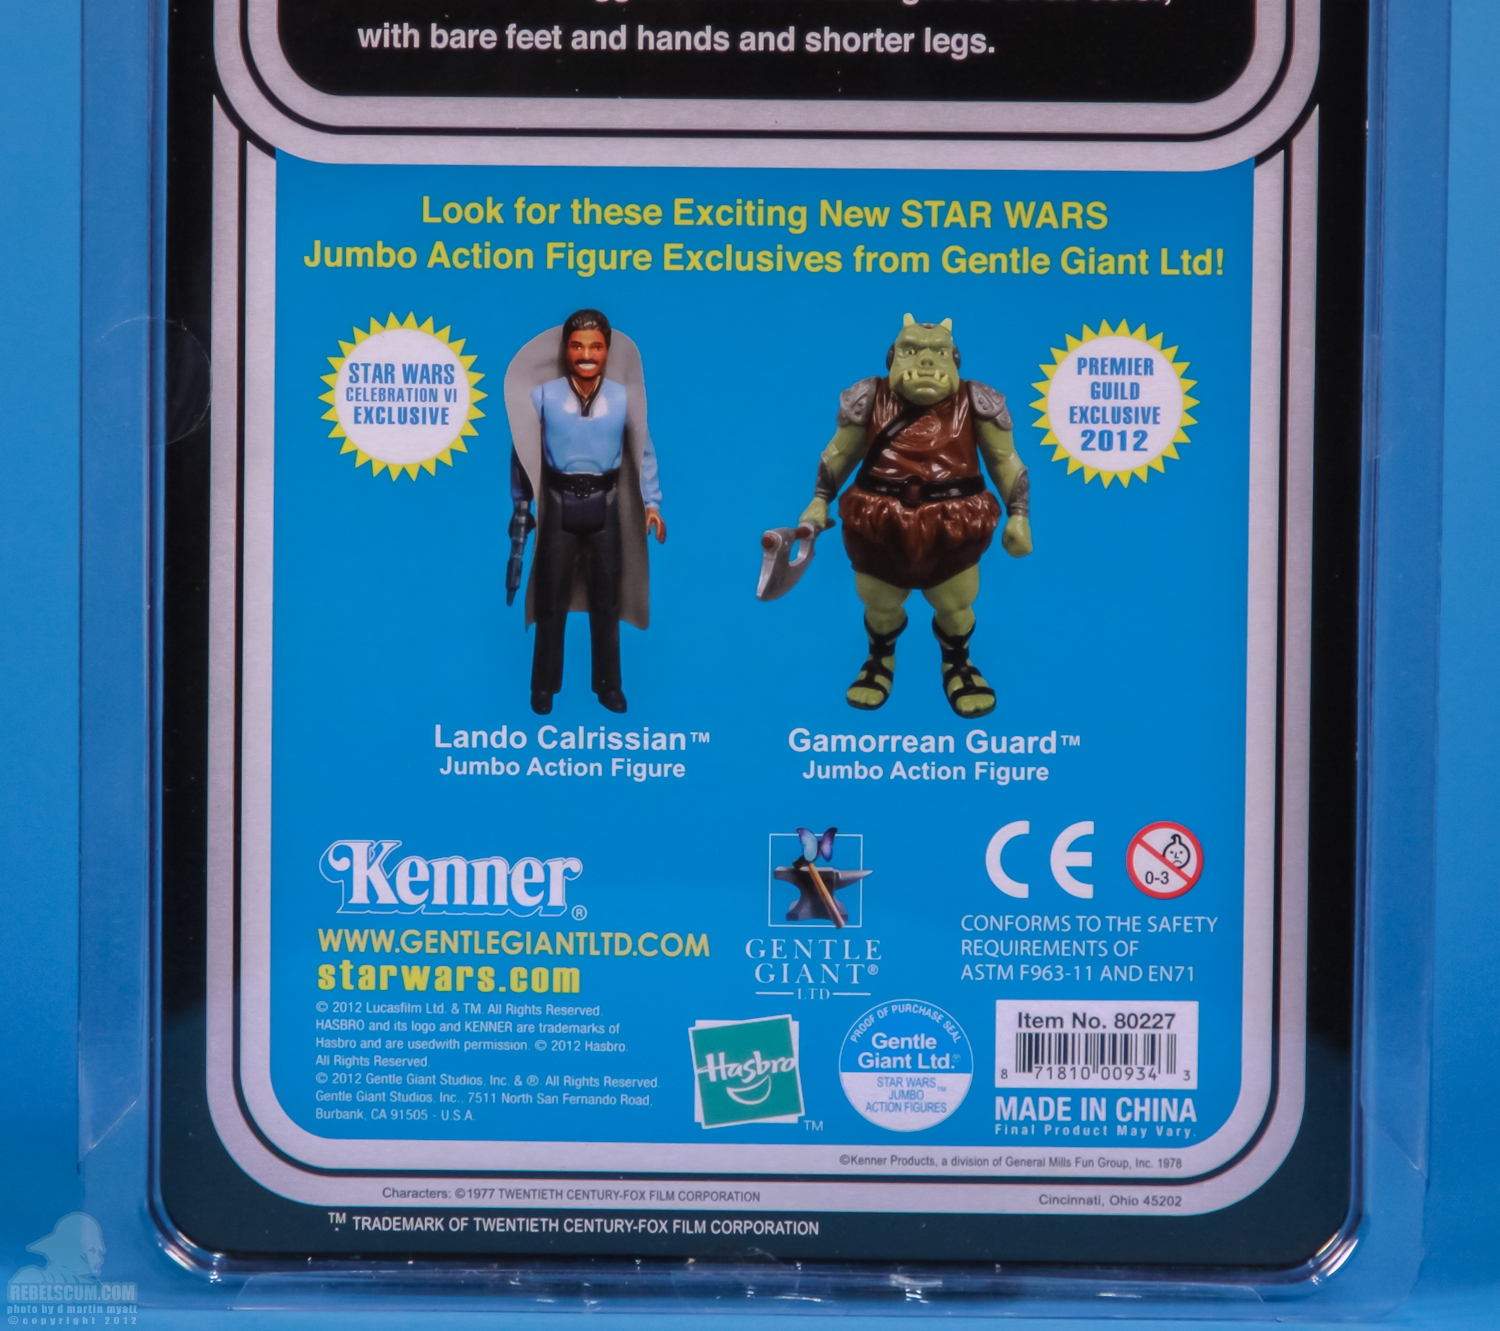 with bare feet and hands and shorter legs.
Look for these Exciting New STAR WARS
Jumbo Action Figure Exclusives from Gentle Giant Ltd!
STAR WARS
CELEBRATION VI
EXCLUSIVE
PREMIER
GUILD
EXCLUSIVE
2012
Lando Calrissian™
Jumbo Action Figure
Gamorrean Guard™
Jumbo Action Figure
Kenner®
WWW.GENTLEGIANTLTD.COM
starwars.com
© 2012 Lucasfilm Ltd. & TM. All Rights Reserved.
HASBRO and its logo and KENNER are trademarks of
Hasbro and are usedwith permission. © 2012 Hasbro.
All Rights Reserved.
© 2012 Gentle Giant Studios, Inc. & ® All Rights Reserved.
Gentle Giant Studios, Inc., 7511 North San Fernando Road,
Burbank, CA 91505 - U.S.A.
GENTLE
GIANT®
LTD
CE
0-3
CONFORMS TO THE SAFETY
REQUIREMENTS OF
ASTM F963-11 AND EN71
Hasbro
TM
PROOF OF PURCHASE SEAL
Gentle
Giant Ltd.®
STAR WARS™
JUMBO
ACTION FIGURES
Item No. 80227
8 71810 00934 3
MADE IN CHINA
Final Product May Vary.
©Kenner Products, a division of General Mills Fun Group, Inc. 1978
Characters: ©1977 TWENTIETH CENTURY-FOX FILM CORPORATION
Cincinnati, Ohio 45202
TM TRADEMARK OF TWENTIETH CENTURY-FOX FILM CORPORATION
REBELSCUM.COM
photo by d martin myatt
© copyright 2012